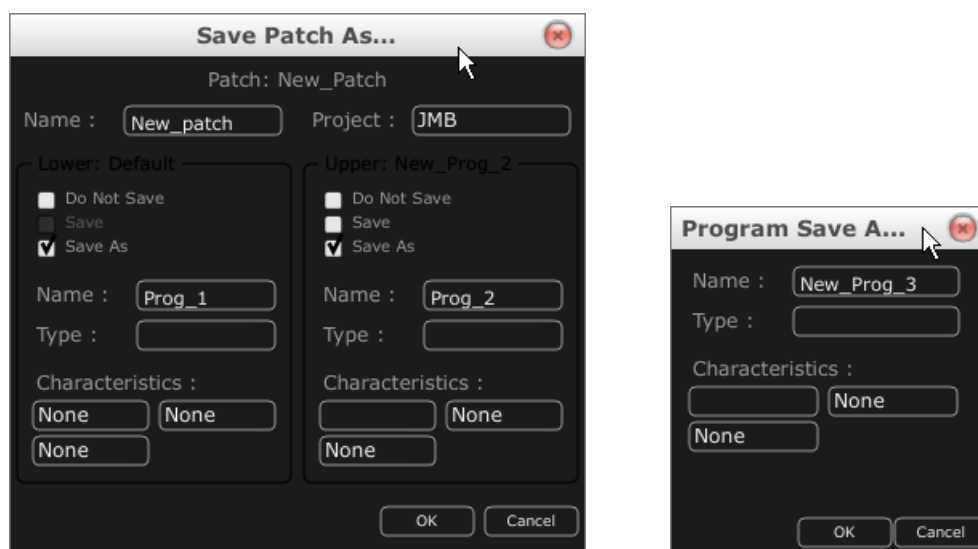 Save Patch As...
Patch: New_Patch
Name : New_patch Project : JMB
Lower: Default
Do Not Save
Save
Save As
Name : Prog_1
Type :
Characteristics :
None None
None
Upper: New_Prog_2
Do Not Save
Save
Save As
Name : Prog_2
Type :
Characteristics :
None
None
OK Cancel
Program Save A...
Name : New_Prog_3
Type :
Characteristics :
None
None
OK Cancel